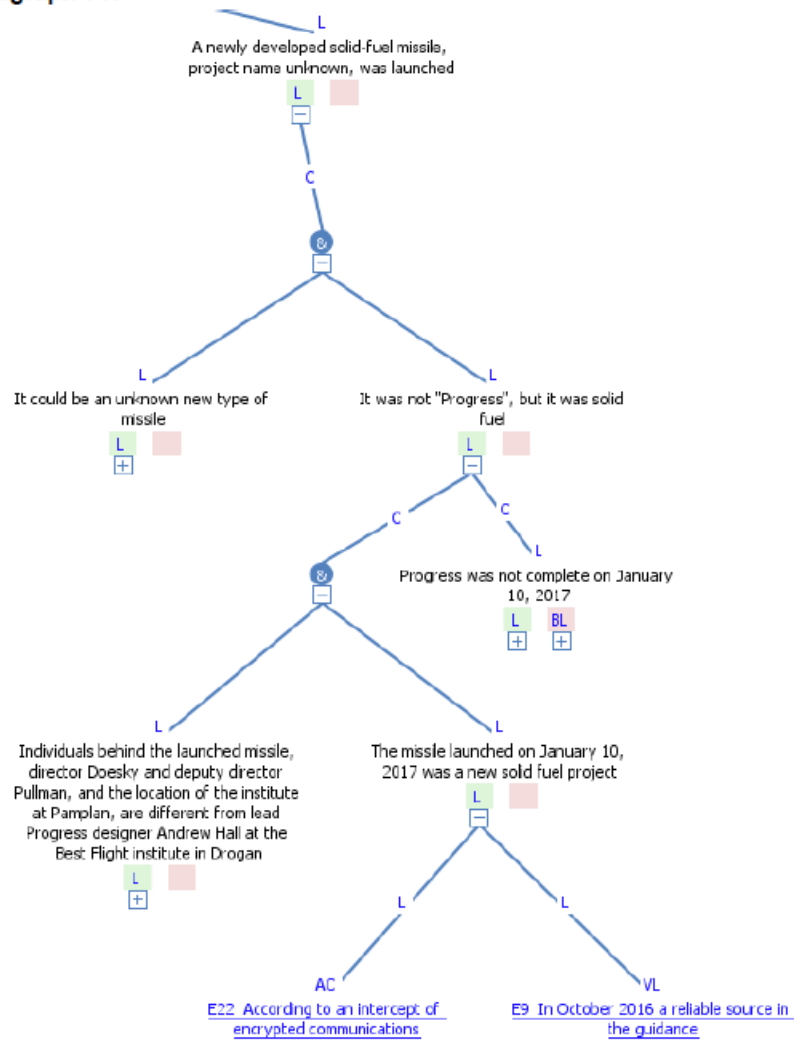 L
A newly developed solid-fuel missile,
project name unknown, was launched
L
C
&
L
L
It could be an unknown new type of
missile
L
It was not "Progress", but it was solid
fuel
L
C
C
&
L
Progress was not complete on January
10, 2017
L BL
L
L
Individuals behind the launched missile,
director Doesky and deputy director
Pullman, and the location of the institute
at Pamplan, are different from lead
Progress designer Andrew Hall at the
Best Flight institute in Drogan
L
The missile launched on January 10,
2017 was a new solid fuel project
L
L
L
AC
E22 According to an intercept of
encrypted communications
VL
E9 In October 2016 a reliable source in
the guidance